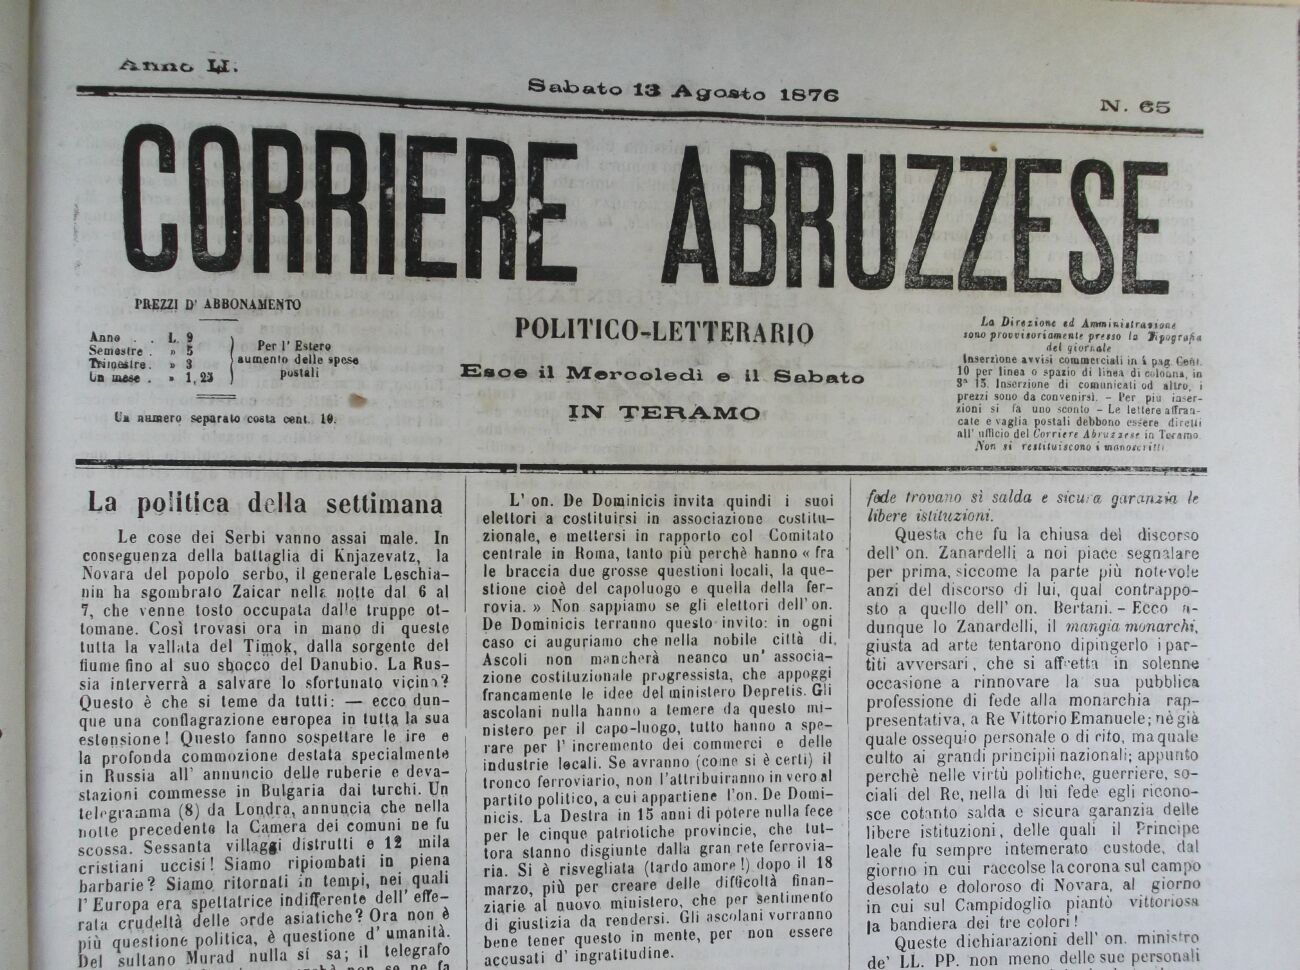 Anno II.
Sabato 13 Agosto 1876
N. 65
CORRIERE ABRUZZESE
PREZZI D' ABBONAMENTO
Anno . . L. 9
Semestre . » 5
Trimestre . » 3
Un mese . » 1,25
Per l' Estero
aumento delle spese
postali
Un numero separato costa cent. 10.
POLITICO-LETTERARIO
Esce il Mercoledì e il Sabato
IN TERAMO
La Direzione ed Amministrazione
sono provvisoriamente presso la Tipografia
del giornale
Inserzione avvisi commerciali in 4 pag. Cent.
10 per linea o spazio di linea di colonna, in
3ª 15. Inserzione di comunicati od altro, i
prezzi sono da convenirsi. - Per piu inser-
zioni si fa uno sconto - Le lettere affran-
cate e vaglia postali debbono essere diretti
all' ufficio del Corriere Abruzzese in Teramo.
Non si restituiscono i manoscritti
La politica della settimana
Le cose dei Serbi vanno assai male. In
conseguenza della battaglia di Knjazevatz, la
Novara del popolo serbo, il generale Leschia-
nin ha sgombrato Zaicar nella notte dal 6 al
7, che venne tosto occupata dalle truppe ot-
tomane. Così trovasi ora in mano di queste
tutta la vallata del Timok, dalla sorgente del
fiume fino al suo sbocco del Danubio. La Rus-
sia interverrà a salvare lo sfortunato vicino?
Questo è che si teme da tutti: — ecco dun-
que una conflagrazione europea in tutta la sua
estensione! Questo fanno sospettare le ire e
la profonda commozione destata specialmente
in Russia all' annuncio delle ruberie e deva-
stazioni commesse in Bulgaria dai turchi. Un
telegramma (8) da Londra, annuncia che nella
notte precedente la Camera dei comuni ne fu
scossa. Sessanta villaggi distrutti e 12 mila
cristiani uccisi! Siamo ripiombati in piena
barbarie? Siamo ritornati in tempi, nei quali
l' Europa era spettatrice indifferente dell' effe-
rata crudeltà delle orde asiatiche? Ora non è
più questione politica, è questione d' umanità.
Del sultano Murad nulla si sa; il telegrafo
non se ne fa
L' on. De Dominicis invita quindi i suoi
elettori a costituirsi in associazione costitu-
zionale, e mettersi in rapporto col Comitato
centrale in Roma, tanto più perchè hanno « fra
le braccia due grosse questioni locali, la que-
stione cioè del capoluogo e quella della fer-
rovia. » Non sappiamo se gli elettori dell' on.
De Dominicis terranno questo invito: in ogni
caso ci auguriamo che nella nobile città di,
Ascoli non mancherà neanco un' associa-
zione costituzionale progressista, che appoggi
francamente le idee del ministero Depretis. Gli
ascolani nulla hanno a temere da questo mi-
nistero per il capo-luogo, tutto hanno a spe-
rare per l' incremento dei commerci e delle
industrie locali. Se avranno (come si è certi) il
tronco ferroviario, non l'attribuiranno in vero al
partito politico, a cui appartiene l'on. De Domi-
nicis. La Destra in 15 anni di potere nulla fece
per le cinque patriotiche provincie, che tut-
tora stanno disgiunte dalla gran rete ferrovia-
ria. Si è risvegliata (tardo amore!) dopo il 18
marzo, più per creare delle difficoltà finan-
ziarie al nuovo ministero, che per sentimento
di giustizia da rendersi. Gli ascolani vorranno
bene tener questo in mente, per non essere
accusati d' ingratitudine.
fede trovano sì salda e sicura garanzia le
libere istituzioni.
Questa che fu la chiusa del discorso
dell' on. Zanardelli a noi piace segnalare
per prima, siccome la parte più notevole
anzi del discorso di lui, qual contrappo-
sto a quello dell' on. Bertani. - Ecco a-
dunque lo Zanardelli, il mangia monarchi,
giusta ad arte tentarono dipingerlo i par-
titi avversari, che si affretta in solenne
occasione a rinnovare la sua pubblica
professione di fede alla monarchia rap-
presentativa, a Re Vittorio Emanuele; nè già
quale ossequio personale o di rito, ma quale
culto ai grandi principii nazionali; appunto
perchè nelle virtù politiche, guerriere, so-
ciali del Re, nella di lui fede egli ricono-
sce cotanto salda e sicura garanzia delle
libere istituzioni, delle quali il Principe
leale fu sempre intemerato custode, dal
giorno in cui raccolse la corona sul campo
desolato e doloroso di Novara, al giorno
in cui sul Campidoglio piantò vittoriosa
la bandiera dei tre colori!
Queste dichiarazioni dell' on. ministro
de' LL. PP. non meno delle sue personali